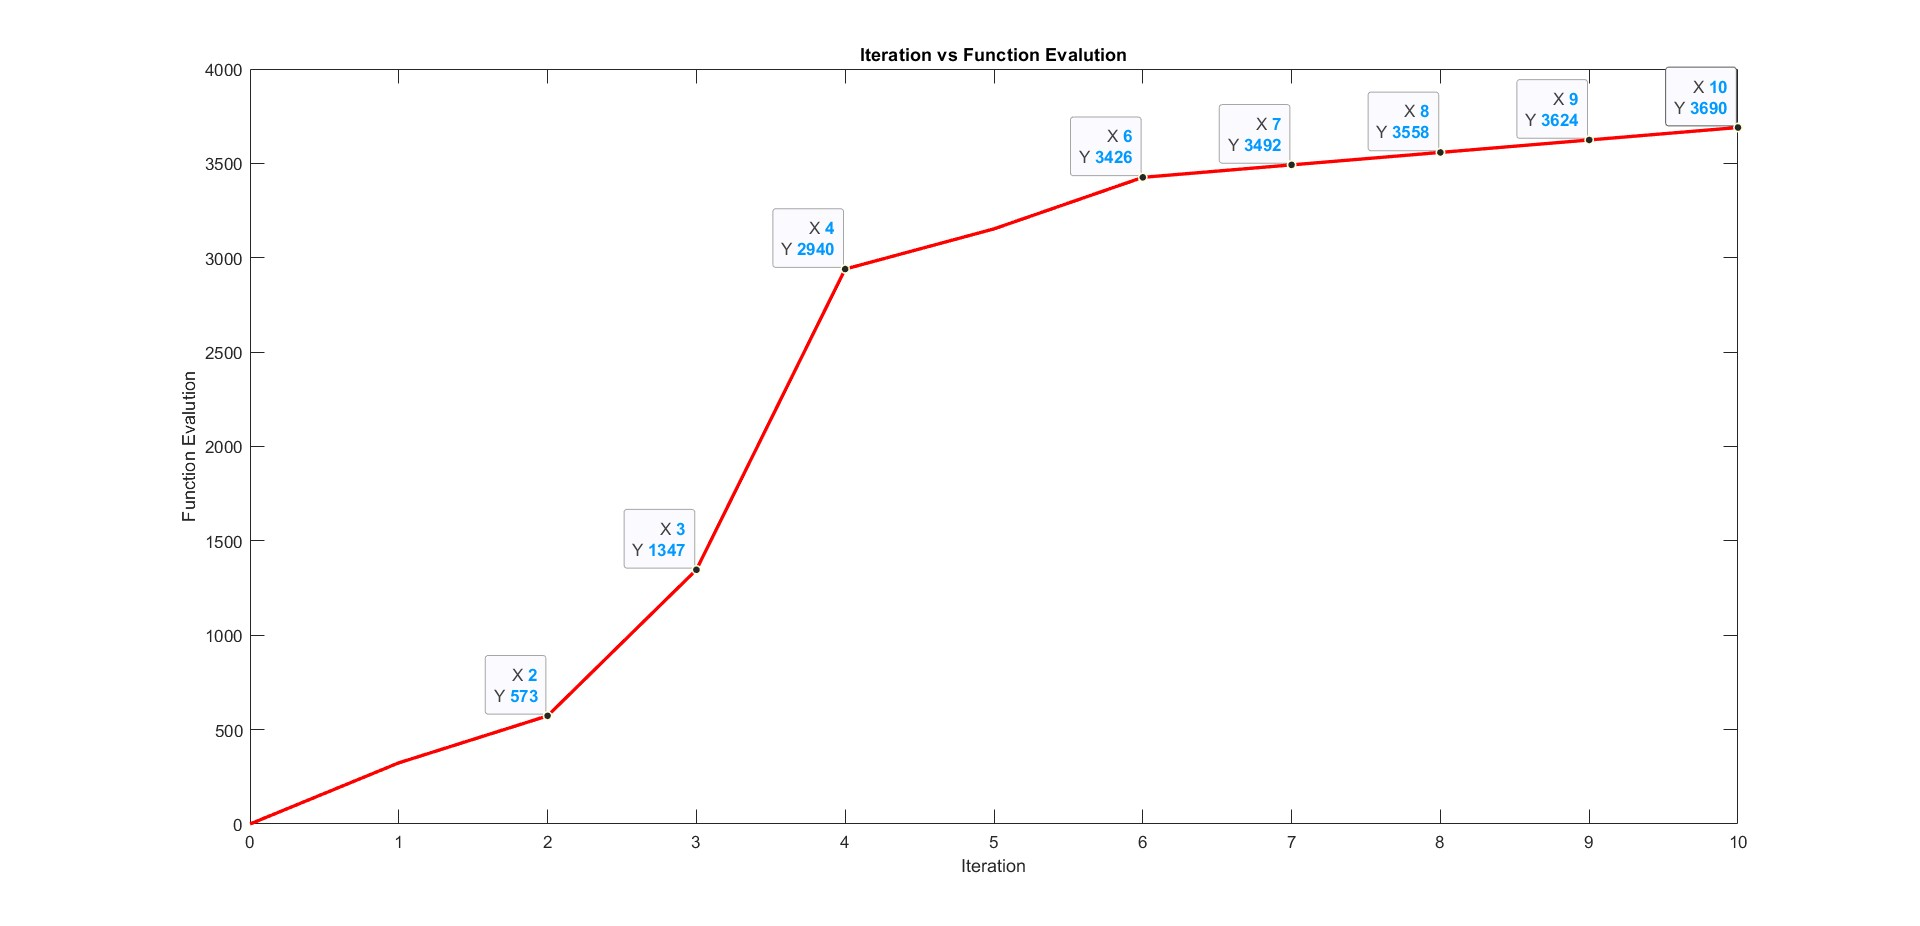 Iteration vs Function Evalution
4000
3500
3000
2500
2000
1500
1000
500
0
Function Evalution
X 2
Y 573
X 3
Y 1347
X 4
Y 2940
X 6
Y 3426
X 7
Y 3492
X 8
Y 3558
X 9
Y 3624
X 10
Y 3690
0 1 2 3 4 5 6 7 8 9 10
Iteration